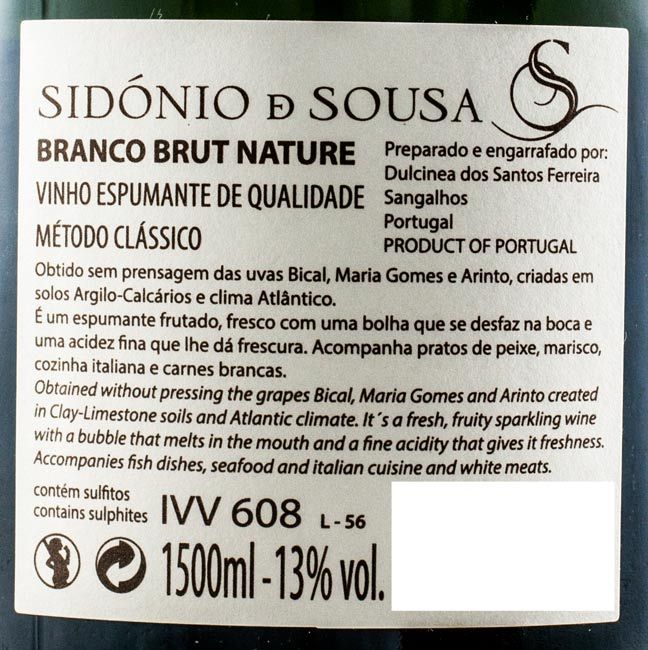 SIDÓNIO Đ SOUSA
BRANCO BRUT NATURE
VINHO ESPUMANTE DE QUALIDADE
MÉTODO CLÁSSICO
Preparado e engarrafado por:
Dulcinea dos Santos Ferreira
Sangalhos
Portugal
PRODUCT OF PORTUGAL
Obtido sem prensagem das uvas Bical, Maria Gomes e Arinto, criadas em
solos Argilo-Calcários e clima Atlântico.
É um espumante frutado, fresco com uma bolha que se desfaz na boca e
uma acidez fina que lhe dá frescura. Acompanha pratos de peixe, marisco,
cozinha italiana e carnes brancas.
Obtained without pressing the grapes Bical, Maria Gomes and Arinto created
in Clay-Limestone soils and Atlantic climate. It´s a fresh, fruity sparkling wine
with a bubble that melts in the mouth and a fine acidity that gives it freshness.
Accompanies fish dishes, seafood and italian cuisine and white meats.
contém sulfitos
contains sulphites
IVV 608 L - 56
1500ml - 13% vol.